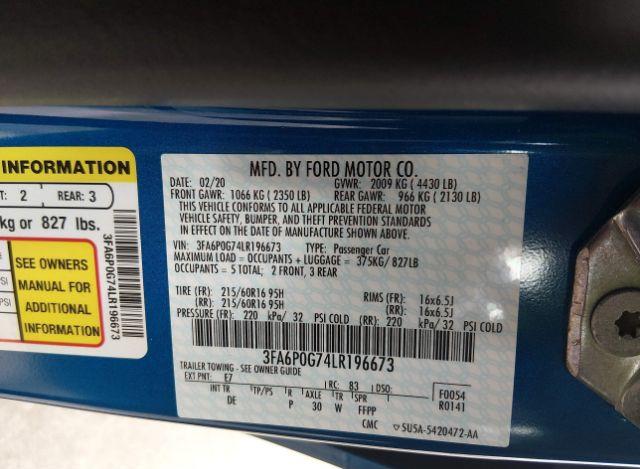 INFORMATION
T: 2 REAR: 3
kg or 827 lbs.
SEE OWNERS
MANUAL FOR
ADDITIONAL
INFORMATION
PSI
PSI
3FA6P0G74LR196673
MFD. BY FORD MOTOR CO.
DATE: 02/20 GVWR: 2009 KG ( 4430 LB)
FRONT GAWR: 1066 KG ( 2350 LB) REAR GAWR: 966 KG ( 2130 LB)
THIS VEHICLE CONFORMS TO ALL APPLICABLE FEDERAL MOTOR
VEHICLE SAFETY, BUMPER, AND THEFT PREVENTION STANDARDS
IN EFFECT ON THE DATE OF MANUFACTURE SHOWN ABOVE.
VIN: 3FA6P0G74LR196673 TYPE: Passenger Car
MAXIMUM LOAD = OCCUPANTS + LUGGAGE = 375KG/827LB
OCCUPANTS = 5 TOTAL; 2 FRONT, 3 REAR
TIRE (FR): 215/60R16 95H RIMS (FR): 16x6.5J
(RR): 215/60R16 95H (RR): 16x6.5J
PRESSURE (FR): 220 kPa/ 32 PSI COLD (RR): 220 kPa/ 32 PSI COLD
3FA6P0G74LR196673
TRAILER TOWING - SEE OWNER GUIDE
EXT PNT: E7 RC: 83 DSO: F0054
INT TR TP/PS R AXLE TR SPR R0141
DE P 30 W FFPP
CMC SU5A-5420472-AA